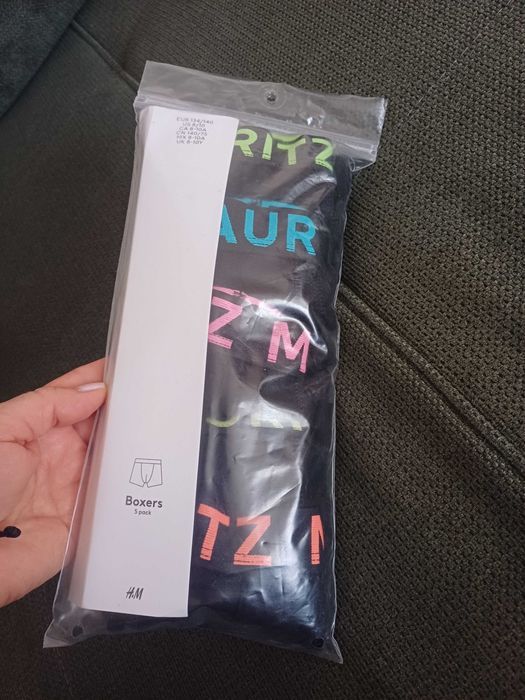 EUR 134/140
US 8/10
CA 8-10A
CN 140/70
MX 8-10A
UK 8-10Y
RITZ
AUR
Z M
TZ M
Boxers
5 pack
H&M